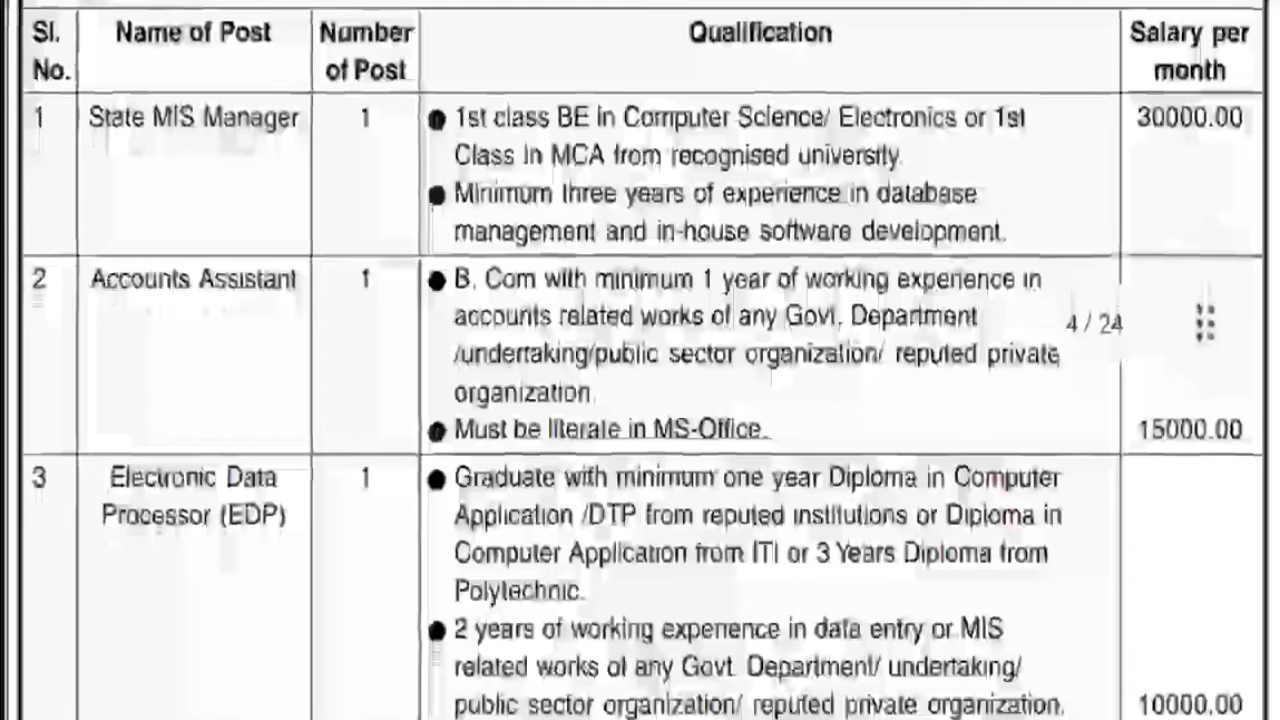 Sl. No.
Name of Post
Number of Post
Qualification
Salary per month
1
State MIS Manager
1
● 1st class BE in Computer Science/ Electronics or 1st
Class in MCA from recognised university.
● Minimum three years of experience in database
management and in-house software development.
30000.00
2
Accounts Assistant
1
● B. Com with minimum 1 year of working experience in
accounts related works of any Govt. Department
/undertaking/public sector organization/ reputed private
organization.
● Must be literate in MS-Office.
15000.00
4 / 24
3
Electronic Data
Processor (EDP)
1
● Graduate with minimum one year Diploma in Computer
Application /DTP from reputed institutions or Diploma in
Computer Application from ITI or 3 Years Diploma from
Polytechnic.
● 2 years of working experience in data entry or MIS
related works of any Govt. Department/ undertaking/
public sector organization/ reputed private organization.
10000.00